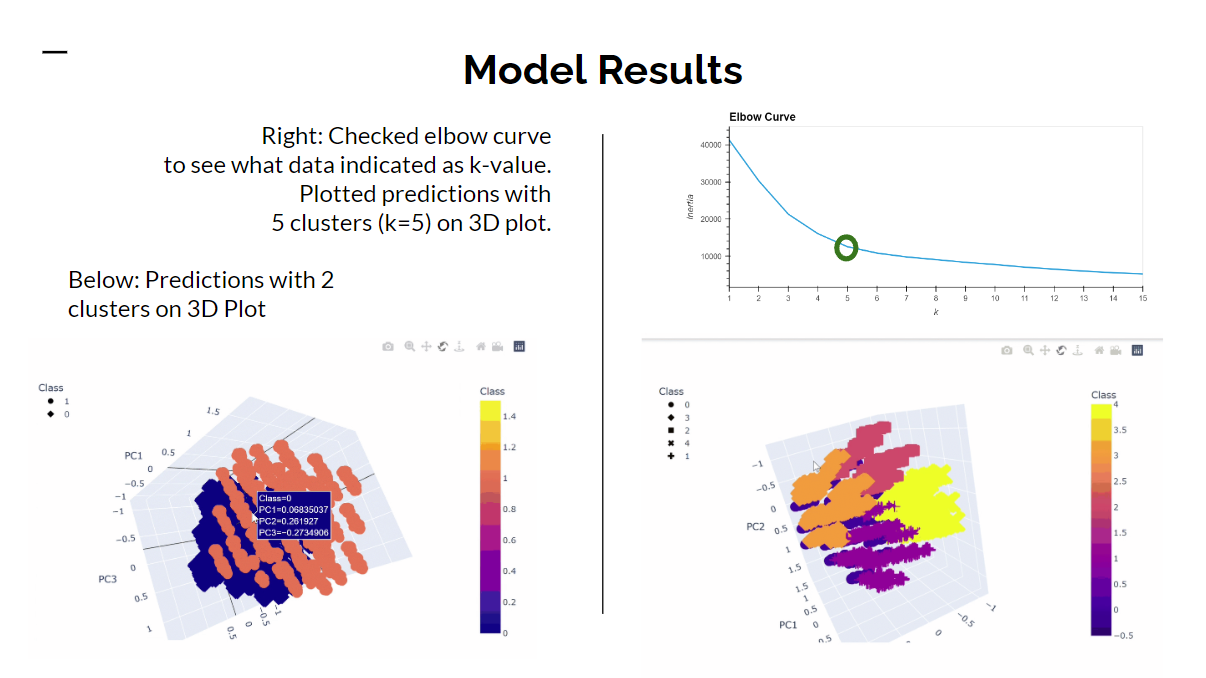 Model Results
Right: Checked elbow curve
to see what data indicated as k-value.
Plotted predictions with
5 clusters (k=5) on 3D plot.
Below: Predictions with 2
clusters on 3D Plot
Elbow Curve
40000
30000
20000
10000
Inertia
1 2 3 4 5 6 7 8 9 10 11 12 13 14 15
k
Class
1
0
PC1
1.5
1
0.5
0
−0.5
−1
−1
−0.5
0
0.5
1
PC3
0.5
0
−0.5
−1
Class=0
PC1=0.06835037
PC2=0.261927
PC3=−0.2734906
Class
1.4
1.2
1
0.8
0.6
0.4
0.2
0
Class
0
3
2
4
1
−1
−0.5
0
0.5
1
1.5
PC2
1.5
1
0.5
0
0.5
PC1
0
−0.5
−1
Class
4
3.5
3
2.5
2
1.5
1
0.5
0
−0.5